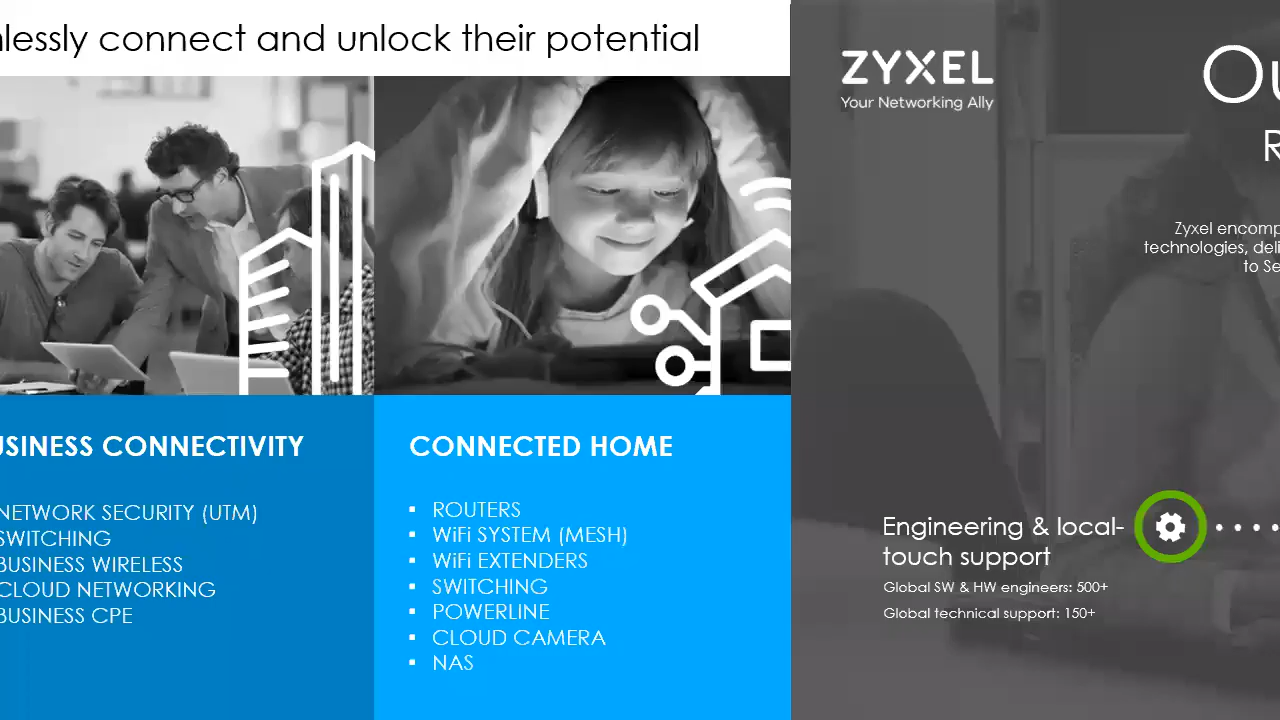 lessly connect and unlock their potential
USINESS CONNECTIVITY
NETWORK SECURITY (UTM)
SWITCHING
BUSINESS WIRELESS
CLOUD NETWORKING
BUSINESS CPE
CONNECTED HOME
▪ ROUTERS
▪ WiFi SYSTEM (MESH)
▪ WiFi EXTENDERS
▪ SWITCHING
▪ POWERLINE
▪ CLOUD CAMERA
▪ NAS
ZYXEL
Your Networking Ally
Ou
R
Zyxel encomp
technologies, deli
to Se
Engineering & local-
touch support
Global SW & HW engineers: 500+
Global technical support: 150+